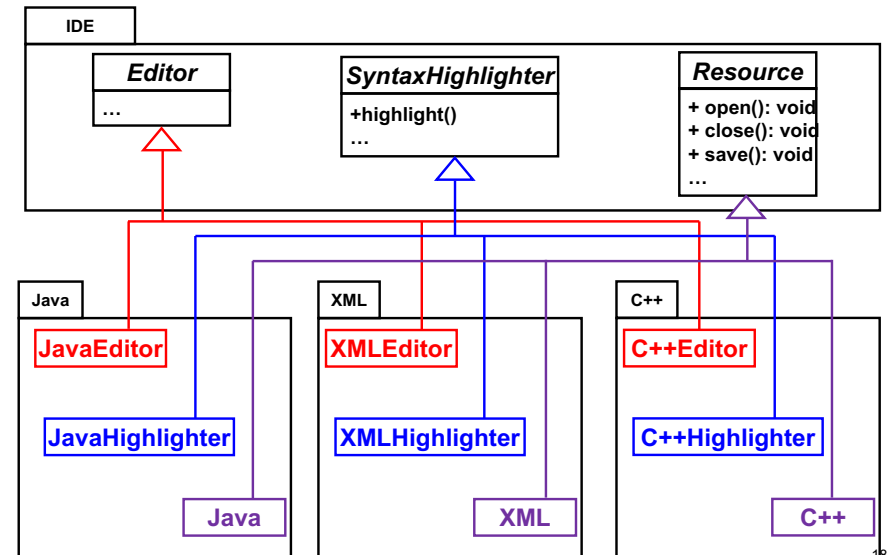 IDE
Editor
…
SyntaxHighlighter
+highlight()
…
Resource
+ open(): void
+ close(): void
+ save(): void
…
Java
JavaEditor
JavaHighlighter
Java
XML
XMLEditor
XMLHighlighter
XML
C++
C++Editor
C++Highlighter
C++